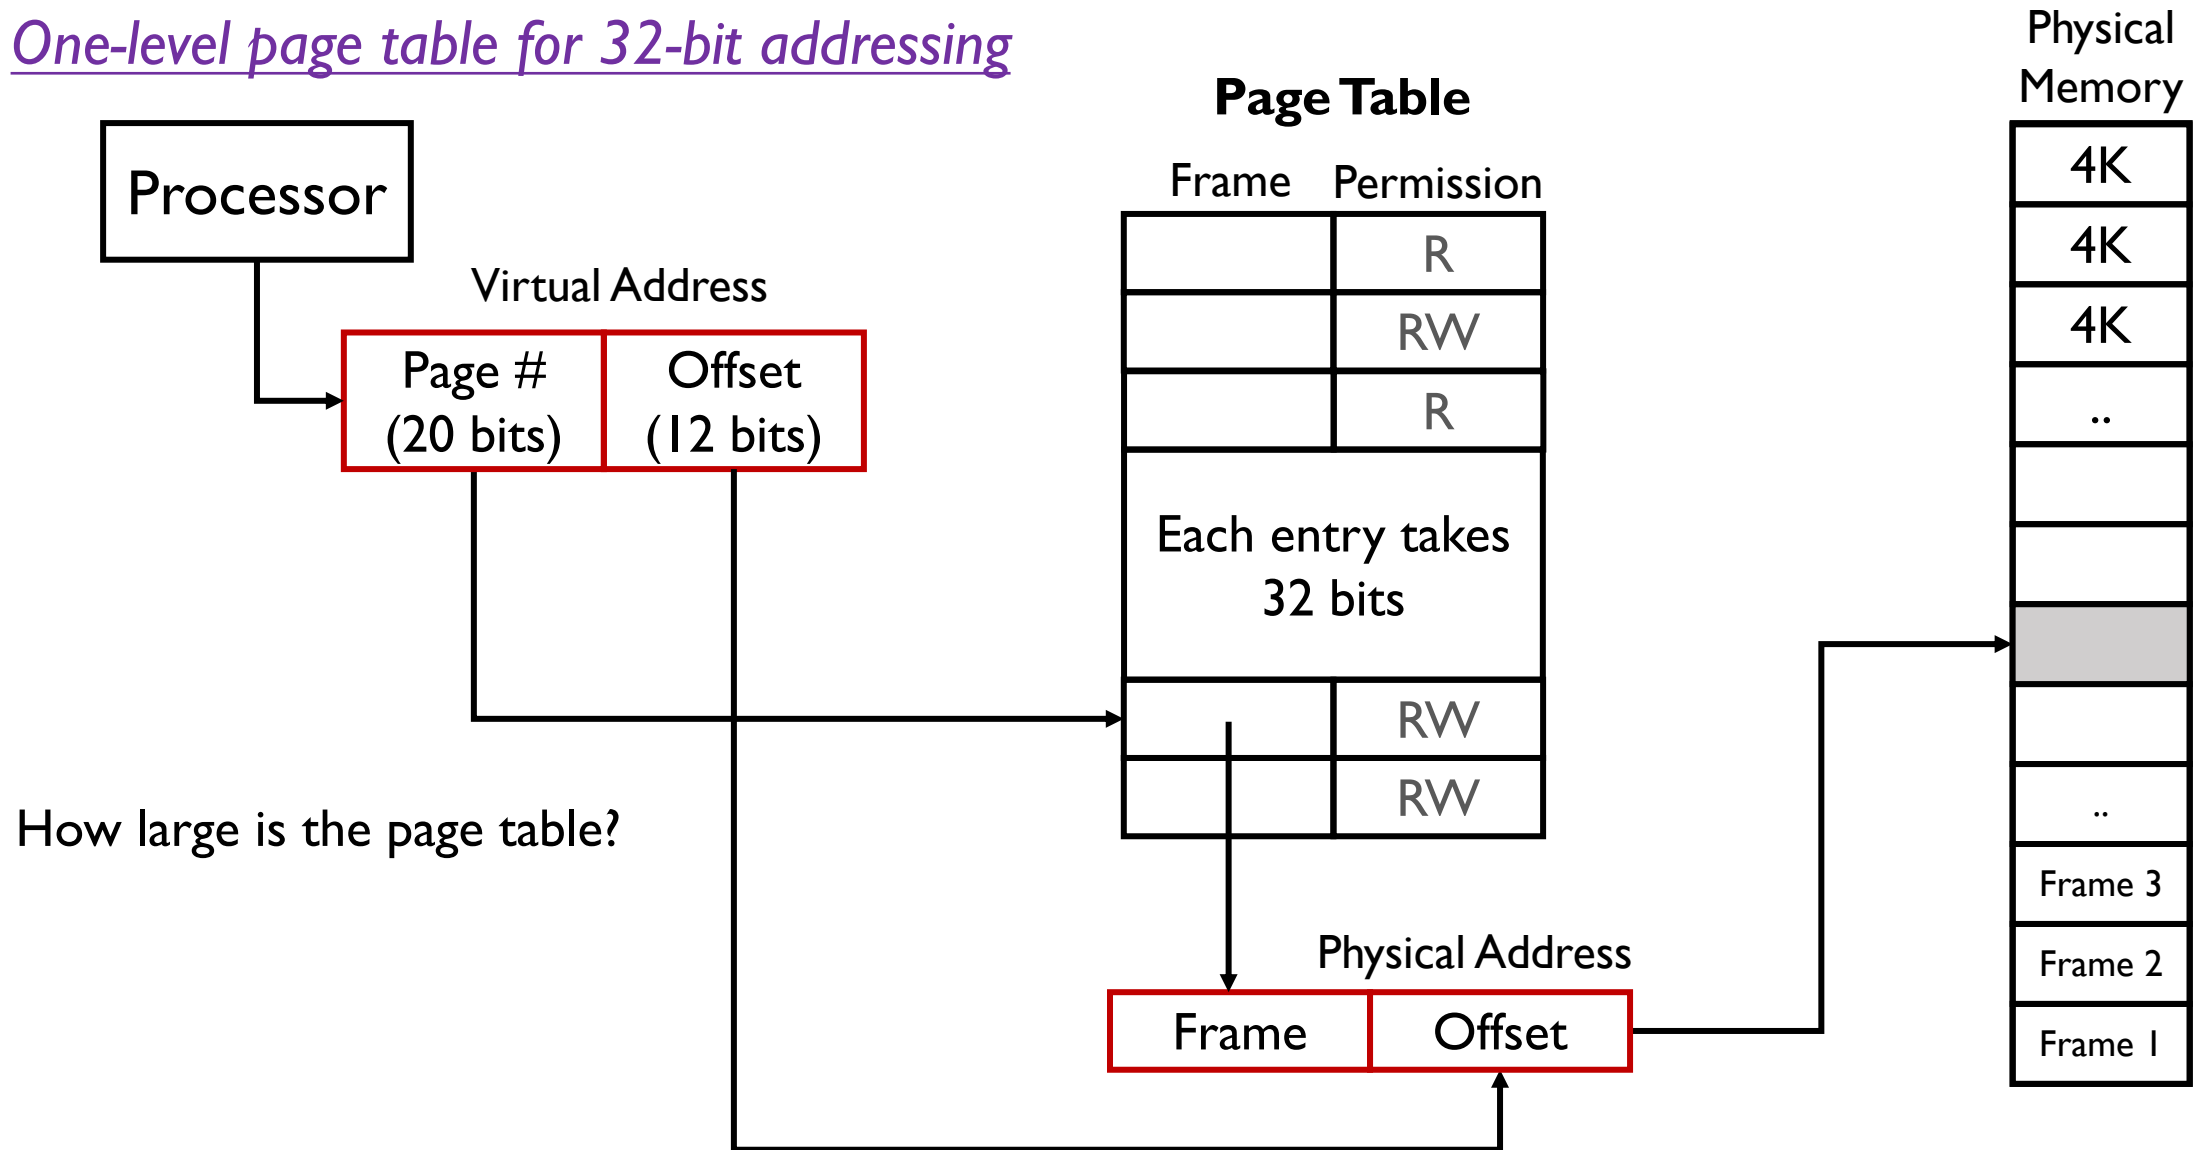 One-level page table for 32-bit addressing
Processor
Virtual Address
Page #
(20 bits)
Offset
(12 bits)
How large is the page table?
Page Table
Frame
Permission
R
RW
R
Each entry takes
32 bits
RW
RW
Physical Address
Frame
Offset
Physical
Memory
4K
4K
4K
..
..
Frame 3
Frame 2
Frame 1